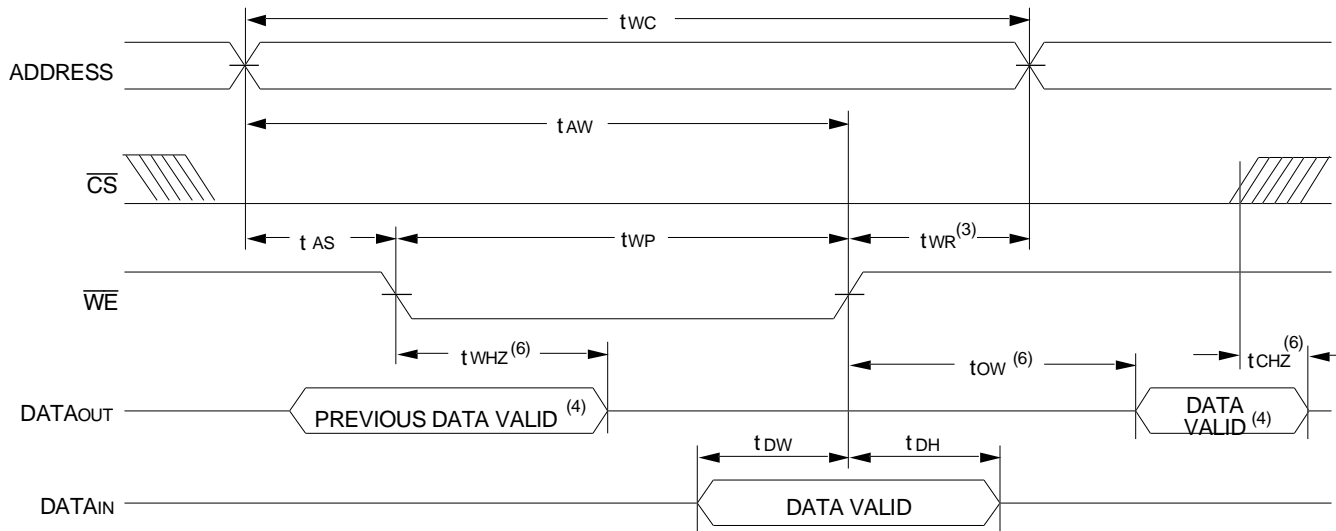 tWC
ADDRESS
tAW
CS
tAS tWP tWR(3)
WE
tWHZ(6) tOW(6) tCHZ(6)
DATAOUT PREVIOUS DATA VALID (4) DATA
VALID(4)
tDW tDH
DATAIN DATA VALID